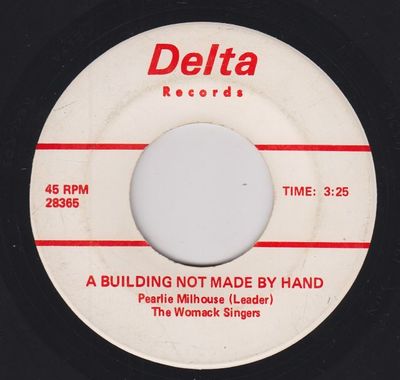 Delta
Records
45 RPM
28365
TIME: 3:25
A BUILDING NOT MADE BY HAND
Pearlie Milhouse (Leader)
The Womack Singers